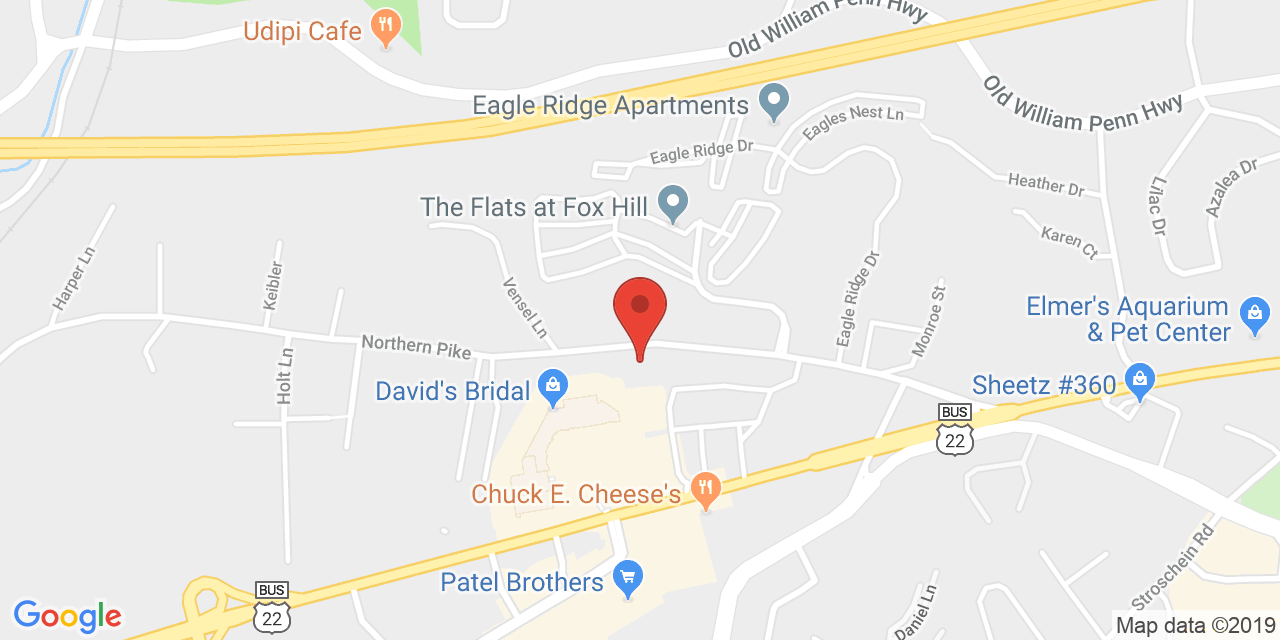 Udipi Cafe
Old William Penn Hwy
Old William Penn Hwy
Eagle Ridge Apartments
Eagles Nest Ln
Eagle Ridge Dr
Heather Dr
Lilac Dr
Azalea Dr
The Flats at Fox Hill
Karen Ct
Harper Ln
Keibler
Vensel Ln
Eagle Ridge Dr
Monroe St
Elmer's Aquarium
& Pet Center
Northern Pike
Holt Ln
David's Bridal
Sheetz #360
BUS
22
Chuck E. Cheese's
Patel Brothers
BUS
22
Stroschein Rd
Daniel Ln
Google
Map data ©2019